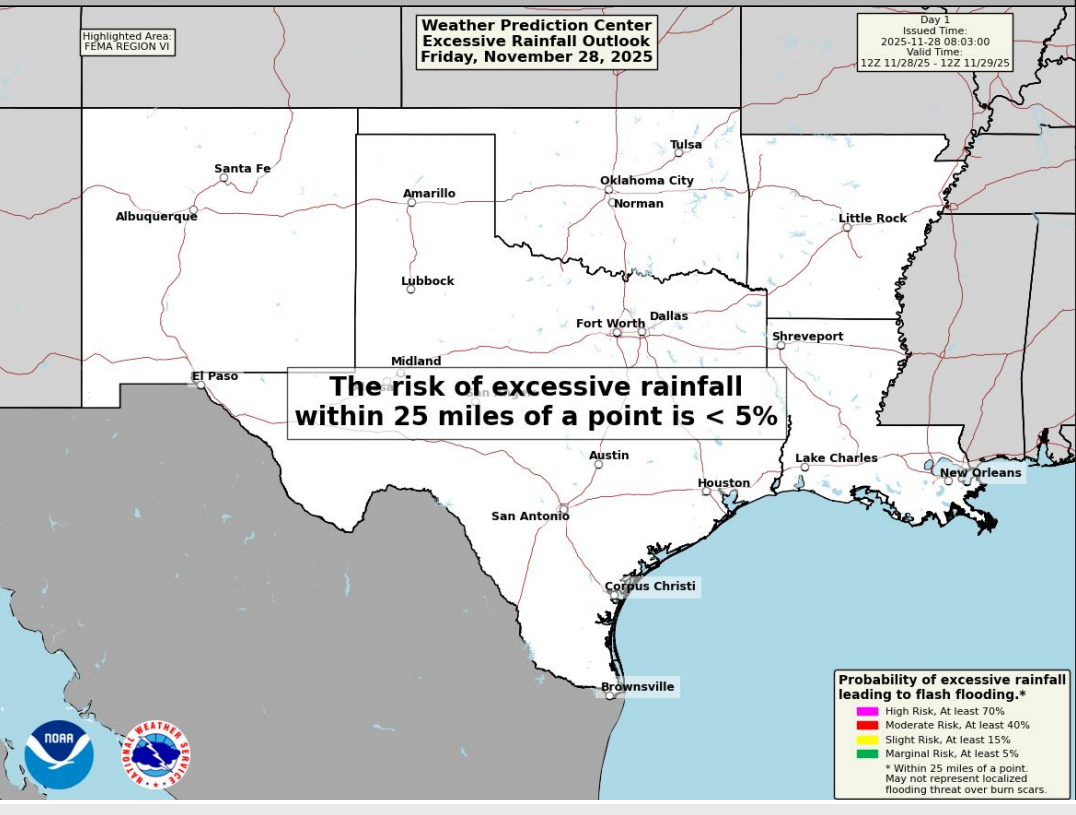 Highlighted Area:
FEMA REGION VI
Weather Prediction Center
Excessive Rainfall Outlook
Friday, November 28, 2025
Day 1
Issued Time:
2025-11-28 08:03:00
Valid Time:
12Z 11/28/25 - 12Z 11/29/25
Tulsa
Santa Fe
Oklahoma City
Amarillo
Norman
Albuquerque
Little Rock
Lubbock
Dallas
Fort Worth
Shreveport
Midland
El Paso
The risk of excessive rainfall
within 25 miles of a point is < 5%
Austin
Lake Charles
New Orleans
Houston
San Antonio
Corpus Christi
Brownsville
Probability of excessive rainfall
leading to flash flooding.*
High Risk, At least 70%
Moderate Risk, At least 40%
Slight Risk, At least 15%
Marginal Risk, At least 5%
* Within 25 miles of a point.
May not represent localized
flooding threat over burn scars.
NOAA
NATIONAL WEATHER SERVICE